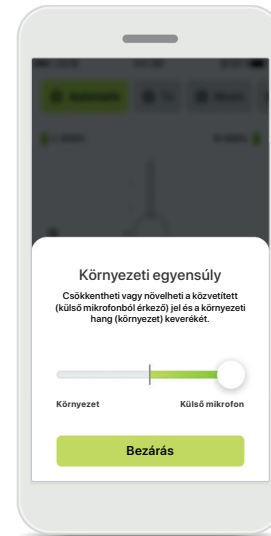 Környezeti egyensúly
Csökkentheti vagy növelheti a közvetített
(külső mikrofonból érkező) jel és a környezeti
hang (környezet) keverékét.
Környezet
Külső mikrofon
Bezárás